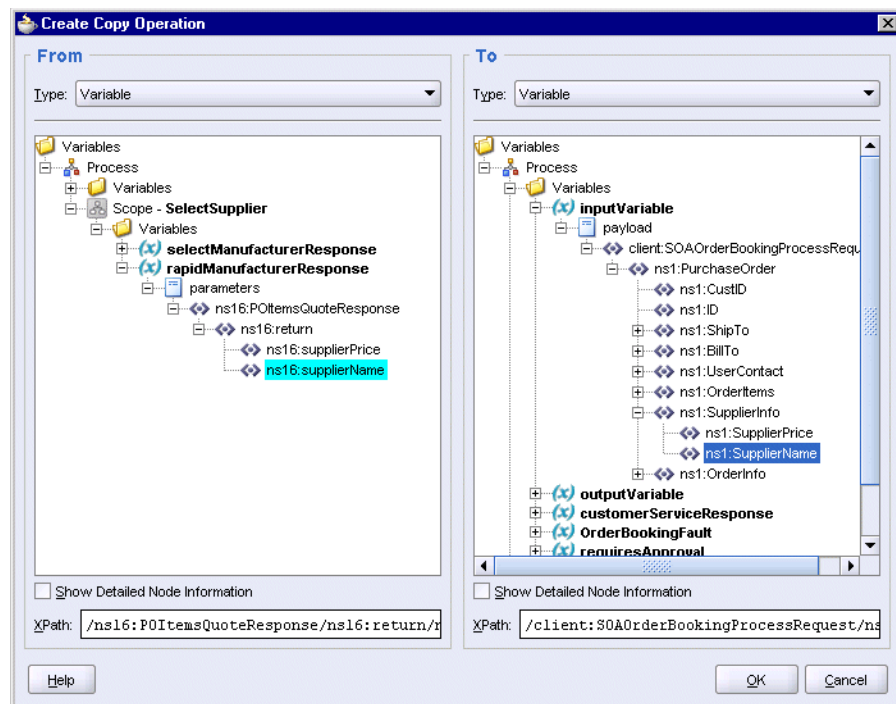 Create Copy Operation
From
Type: Variable
Variables
Process
Variables
Scope - SelectSupplier
Variables
(x) selectManufacturerResponse
(x) rapidManufacturerResponse
parameters
ns16:POItemsQuoteResponse
ns16:return
ns16:supplierPrice
ns16:supplierName
Show Detailed Node Information
XPath: /ns16:POItemsQuoteResponse/ns16:return/r
To
Type: Variable
Variables
Process
Variables
(x) inputVariable
payload
client:SOAOrderBookingProcessRequ
ns1:PurchaseOrder
ns1:CustID
ns1:ID
ns1:ShipTo
ns1:BillTo
ns1:UserContact
ns1:OrderItems
ns1:SupplierInfo
ns1:SupplierPrice
ns1:SupplierName
ns1:OrderInfo
(x) outputVariable
(x) customerServiceResponse
(x) OrderBookingFault
(x) requiresApproval
Show Detailed Node Information
XPath: /client:SOAOrderBookingProcessRequest/ns
Help
OK
Cancel